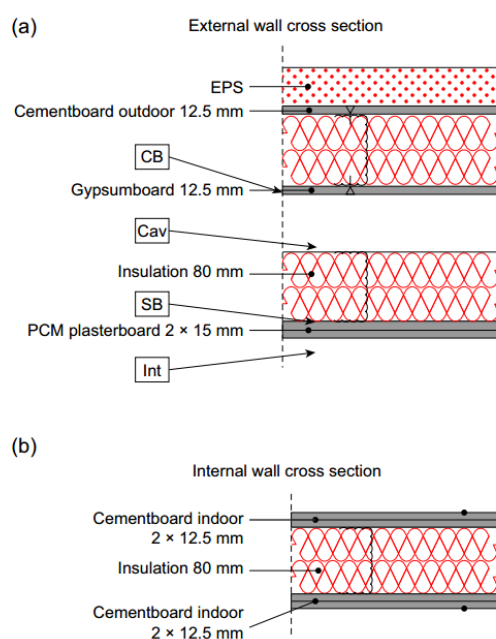 (a)
External wall cross section
EPS
Cementboard outdoor 12.5 mm
CB
Gypsumboard 12.5 mm
Cav
Insulation 80 mm
SB
PCM plasterboard 2 × 15 mm
Int
(b)
Internal wall cross section
Cementboard indoor
2 × 12.5 mm
Insulation 80 mm
Cementboard indoor
2 × 12.5 mm